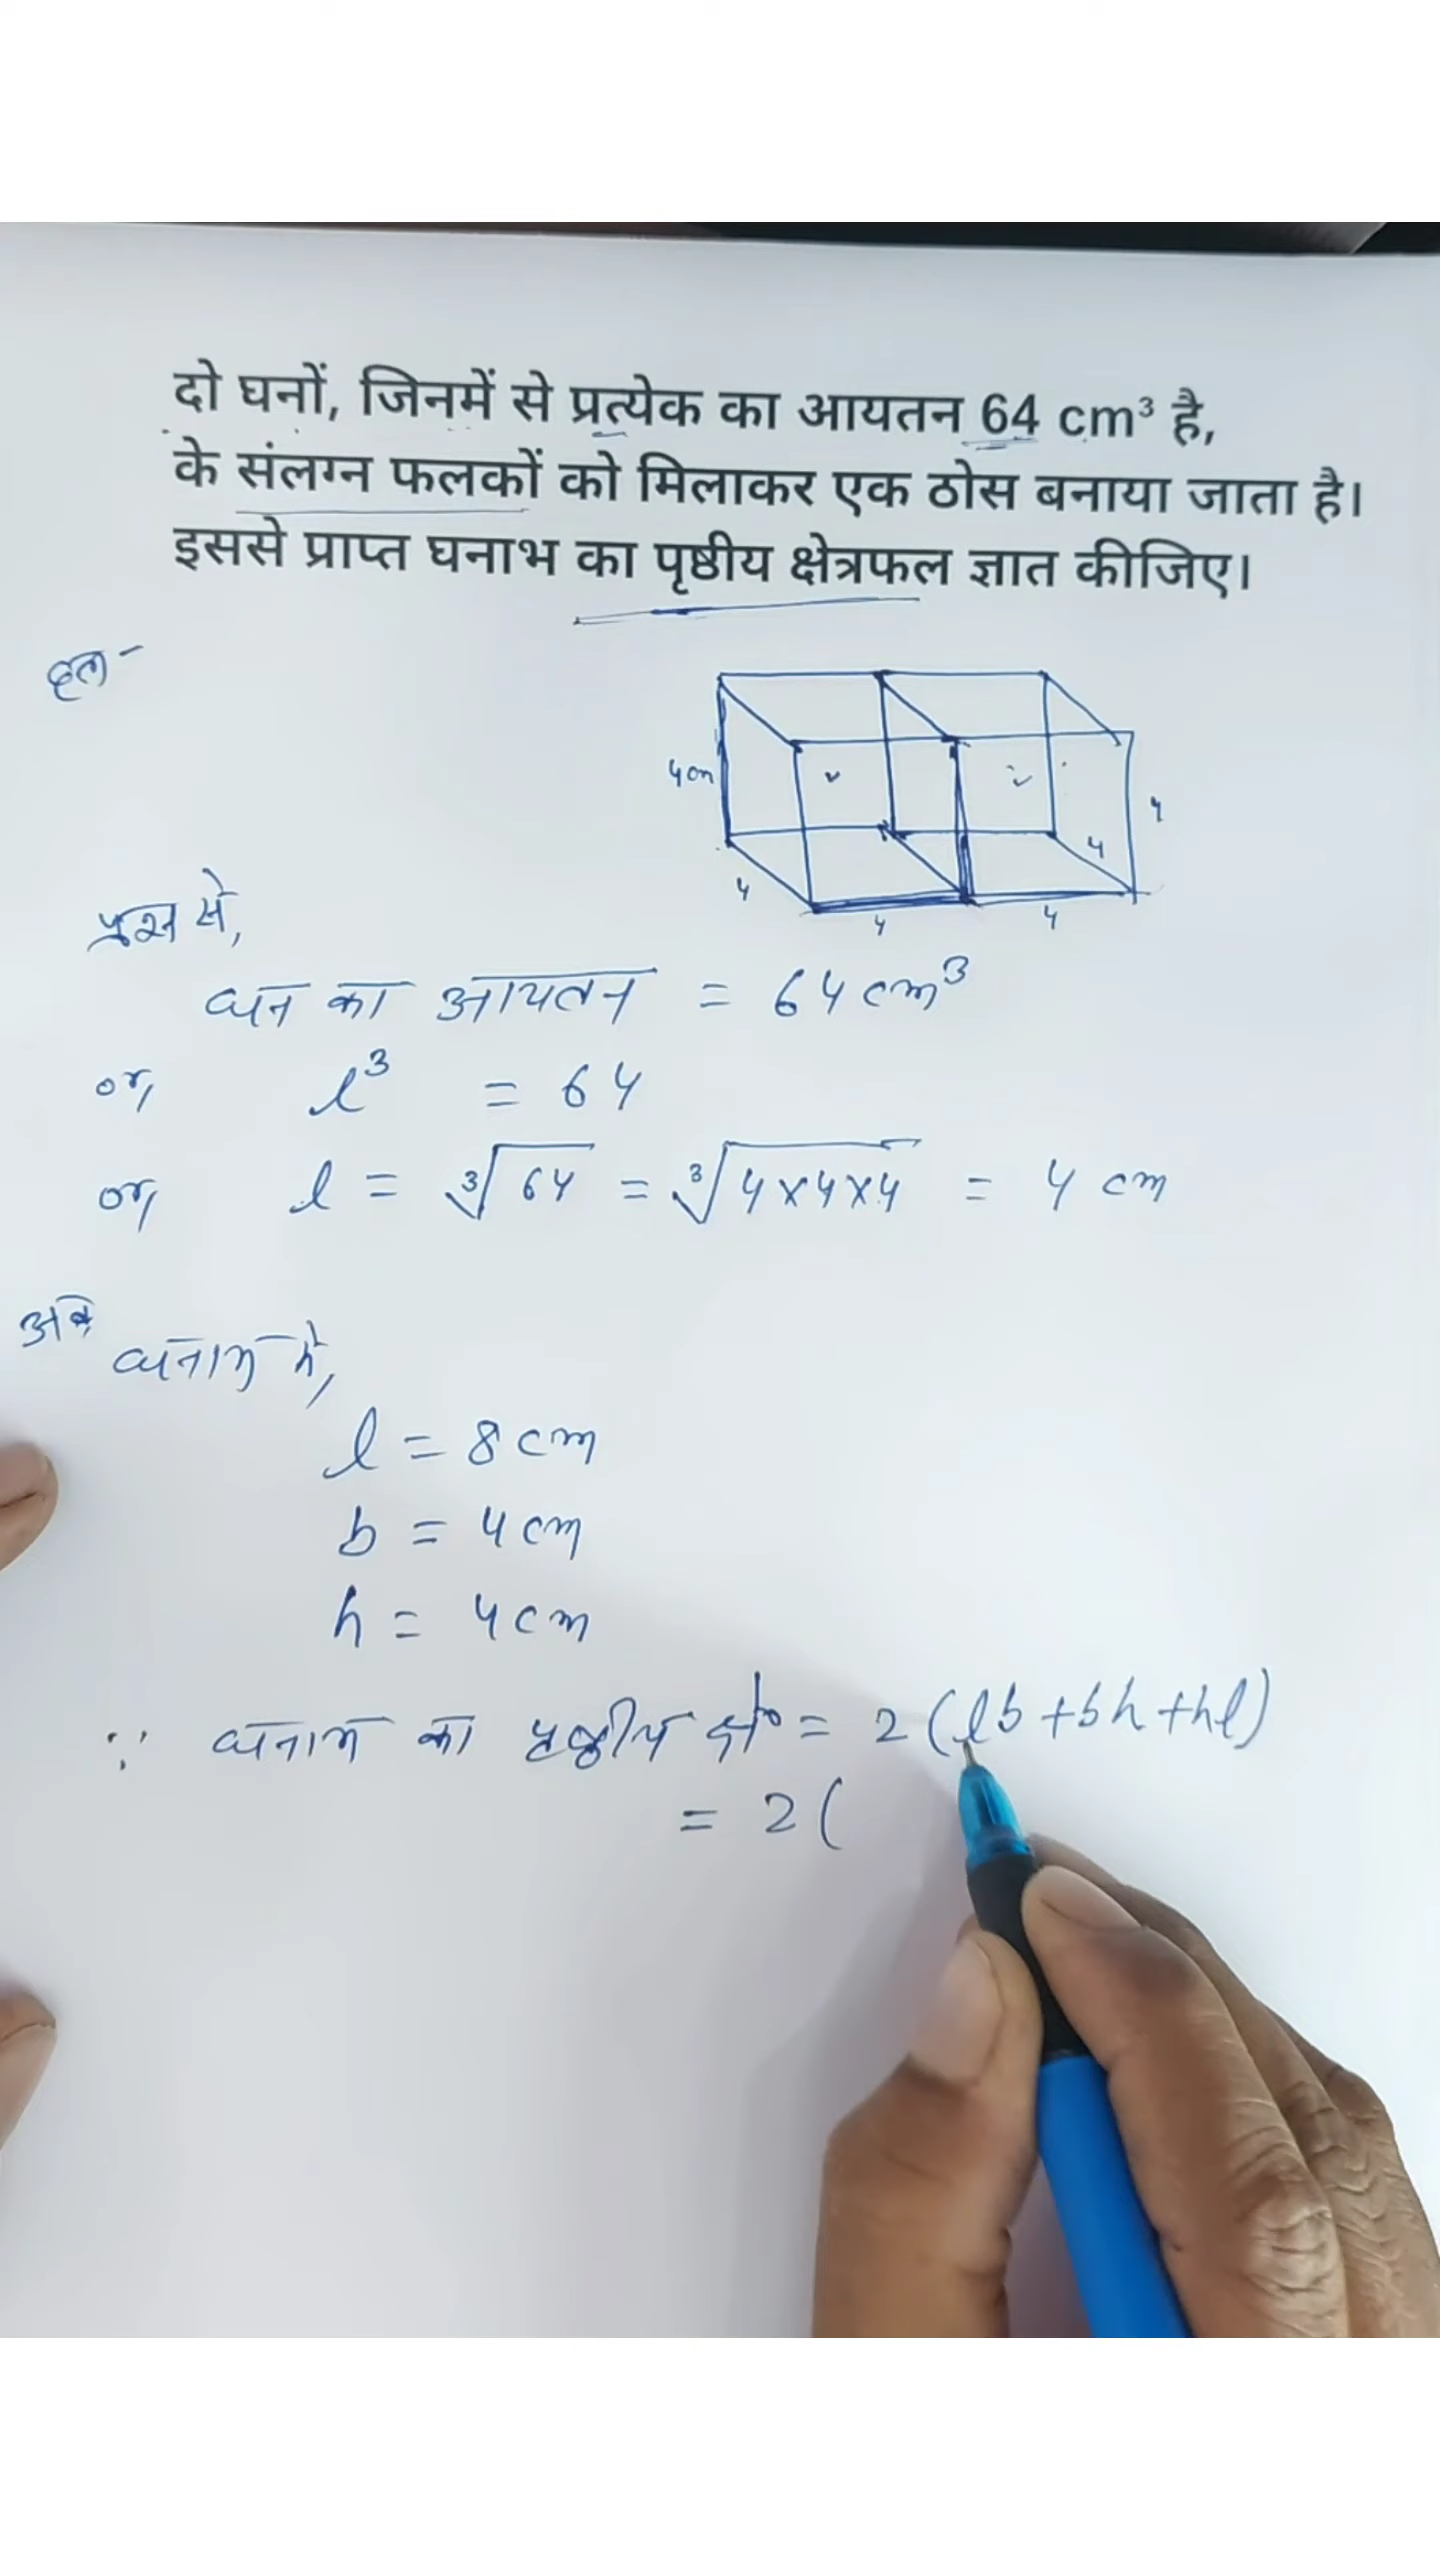 दो घनों, जिनमें से प्रत्येक का आयतन 64 cm³ है,
के संलग्न फलकों को मिलाकर एक ठोस बनाया जाता है।
इससे प्राप्त घनाभ का पृष्ठीय क्षेत्रफल ज्ञात कीजिए।
हल-
4cm
4
4
4
4
4
प्रश्न से,
घन का आयतन = 64 cm³
or, l³ = 64
or, l = ∛64 = ∛4×4×4 = 4 cm
अब,
घनाभ में,
l = 8 cm
b = 4 cm
h = 4 cm
∵ घनाभ का पृष्ठीय क्षे० = 2 (lb + bh + hl)
= 2 (